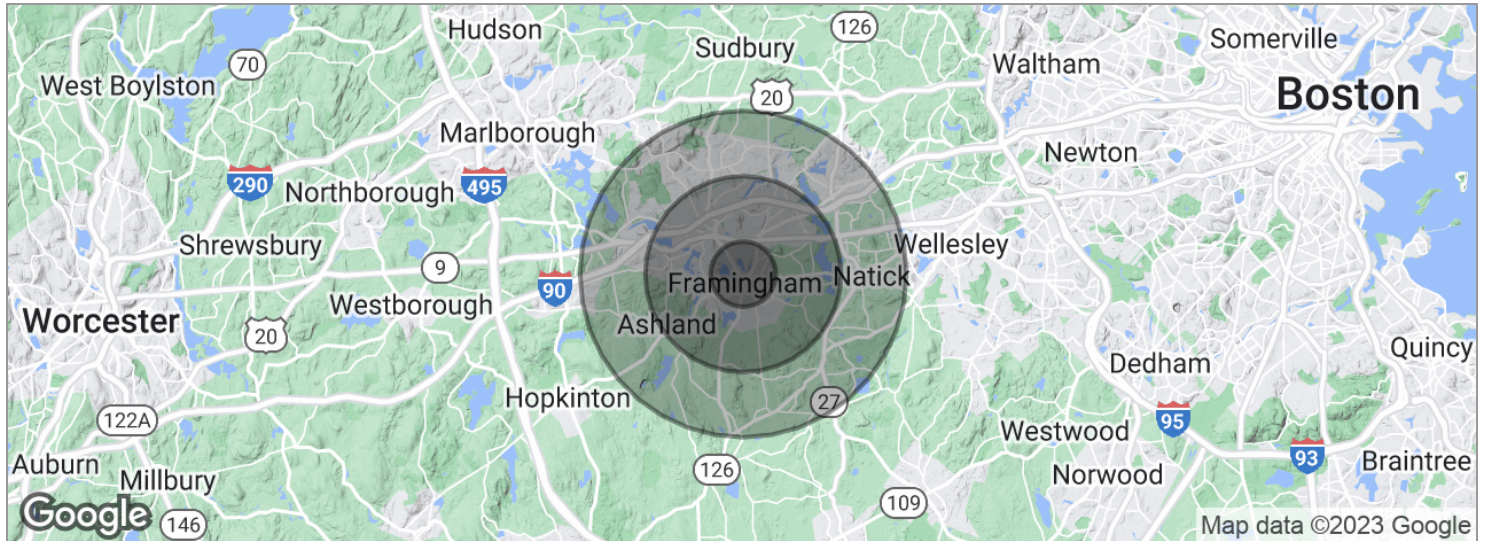 Hudson
126
Somerville
Sudbury
70
Waltham
West Boylston
20
Boston
Marlborough
Newton
290
Northborough
495
Shrewsbury
Wellesley
9
Framingham
Natick
90
Westborough
Worcester
Ashland
20
Quincy
Dedham
Hopkinton
27
122A
95
Westwood
93
Auburn
126
Norwood
Braintree
Millbury
109
Google
146
Map data ©2023 Google